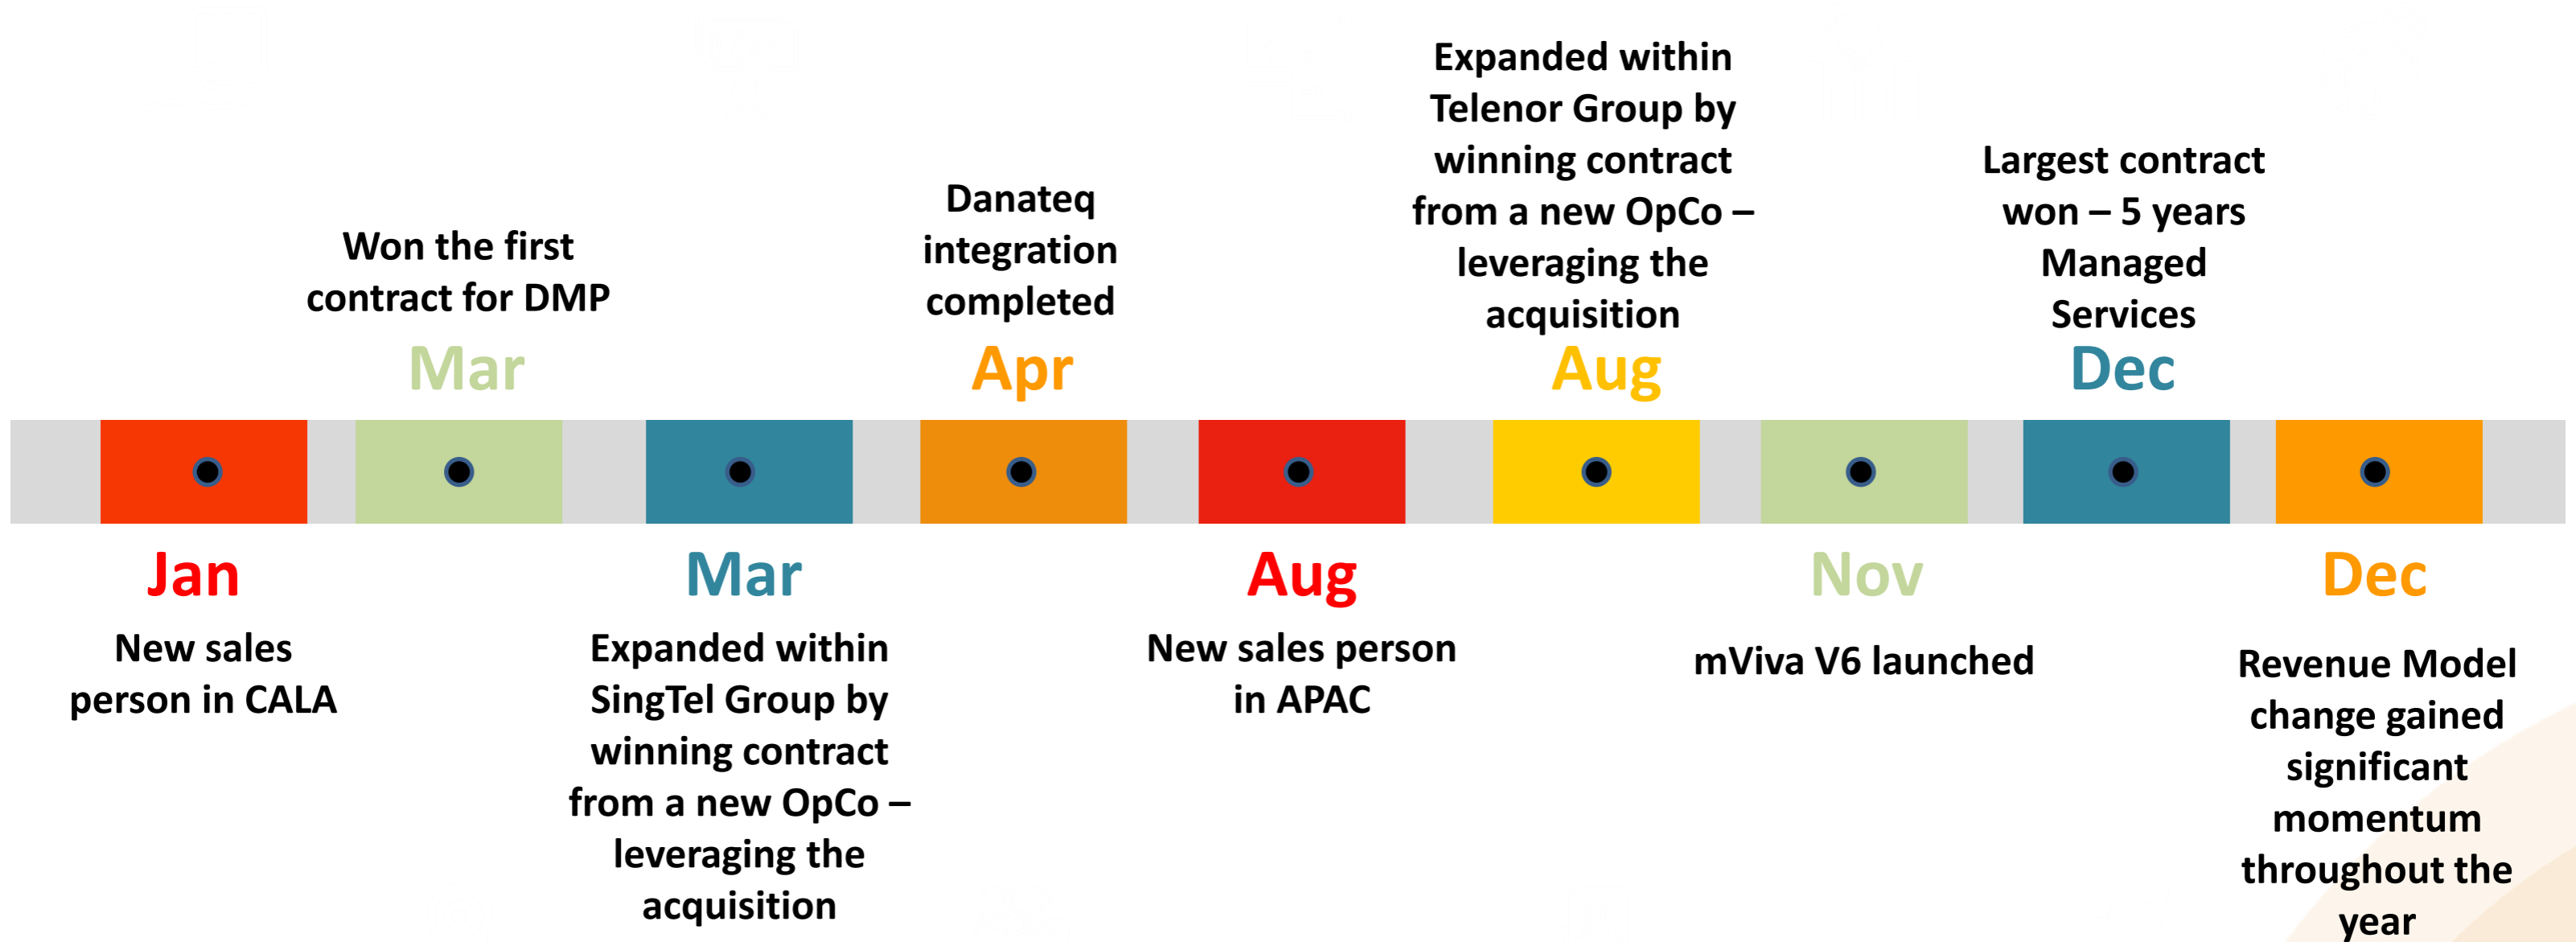 Won the first
contract for DMP
Mar
Danateq
integration
completed
Apr
Expanded within
Telenor Group by
winning contract
from a new OpCo –
leveraging the
acquisition
Aug
Largest contract
won – 5 years
Managed
Services
Dec
Jan
New sales
person in CALA
Mar
Expanded within
SingTel Group by
winning contract
from a new OpCo –
leveraging the
acquisition
Aug
New sales person
in APAC
Nov
mViva V6 launched
Dec
Revenue Model
change gained
significant
momentum
throughout the
year